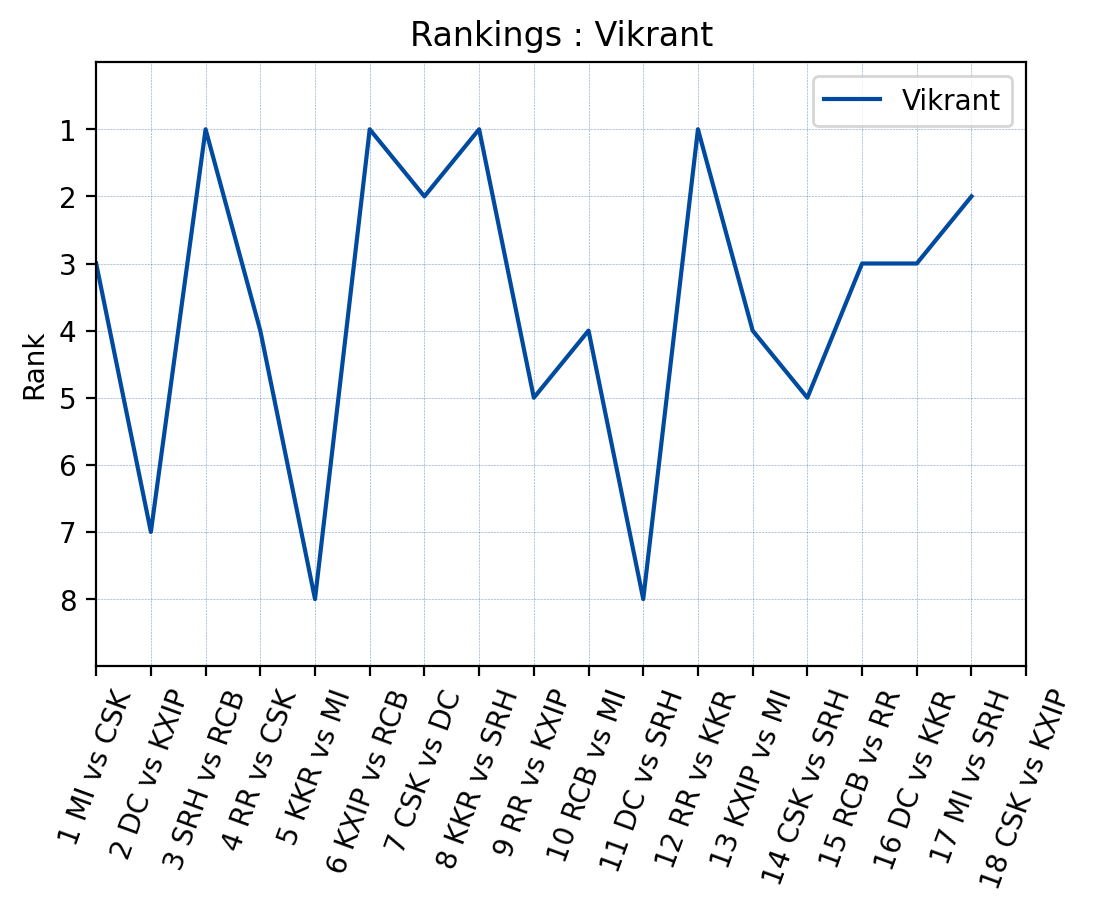 Rankings : Vikrant
Vikrant
Rank
1
2
3
4
5
6
7
8
1 MI vs CSK
2 DC vs KXIP
3 SRH vs RCB
4 RR vs CSK
5 KKR vs MI
6 KXIP vs RCB
7 CSK vs DC
8 KKR vs SRH
9 RR vs KXIP
10 RCB vs MI
11 DC vs SRH
12 RR vs KKR
13 KXIP vs MI
14 CSK vs SRH
15 RCB vs RR
16 DC vs KKR
17 MI vs SRH
18 CSK vs KXIP